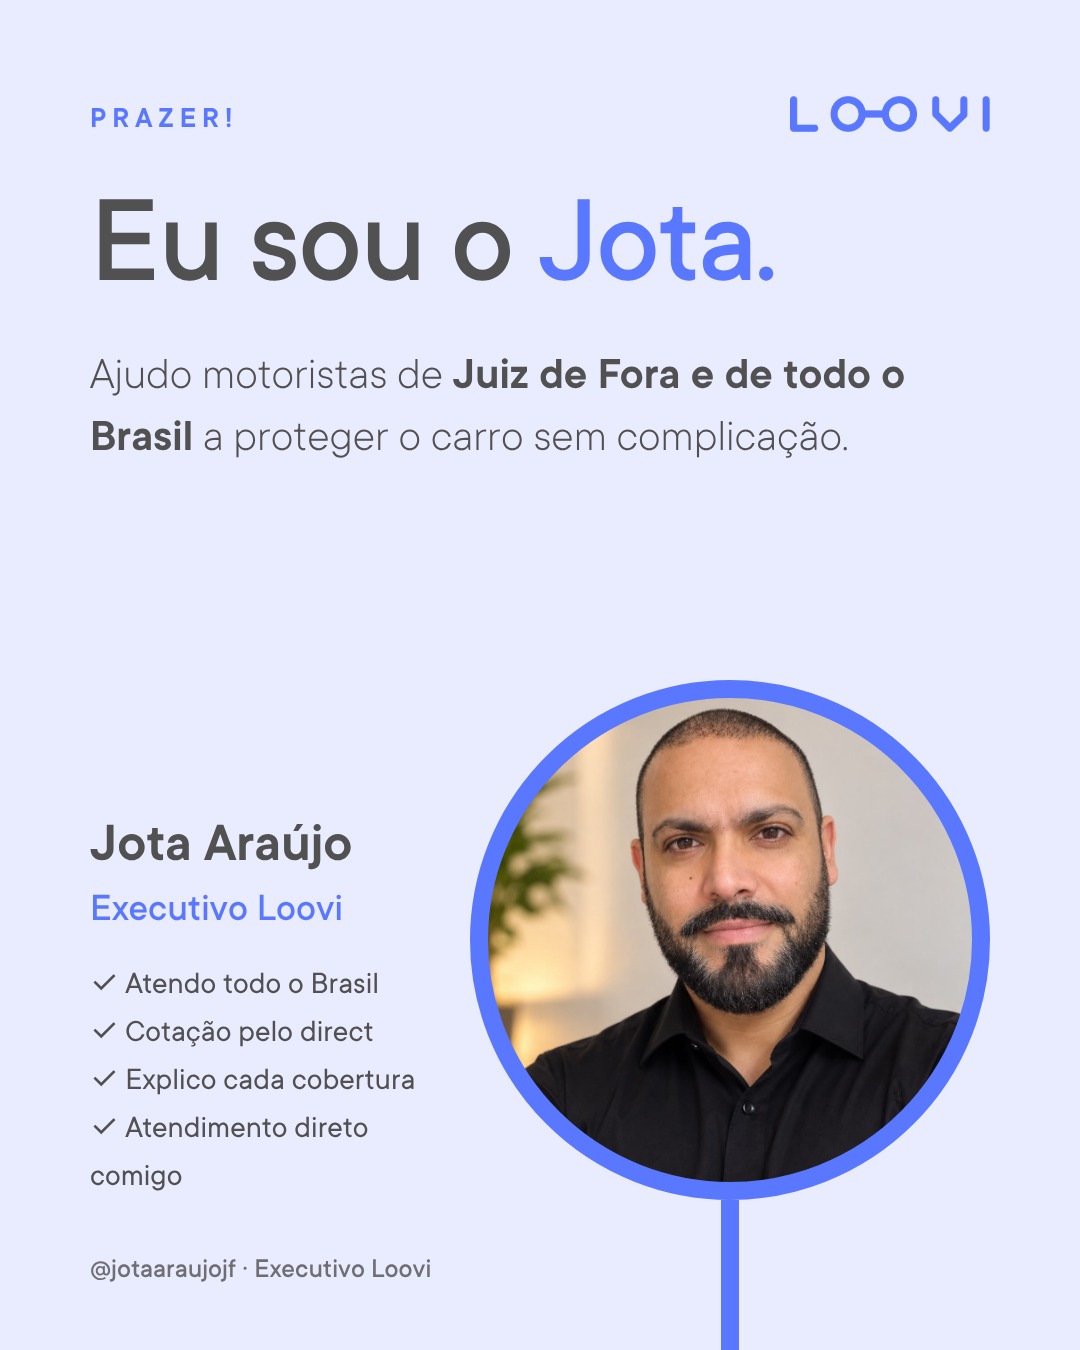 PRAZER!
LOOVI
Eu sou o Jota.
Ajudo motoristas de Juiz de Fora e de todo o
Brasil a proteger o carro sem complicação.
Jota Araújo
Executivo Loovi
✓ Atendo todo o Brasil
✓ Cotação pelo direct
✓ Explico cada cobertura
✓ Atendimento direto
comigo
@jotaaraujojf · Executivo Loovi